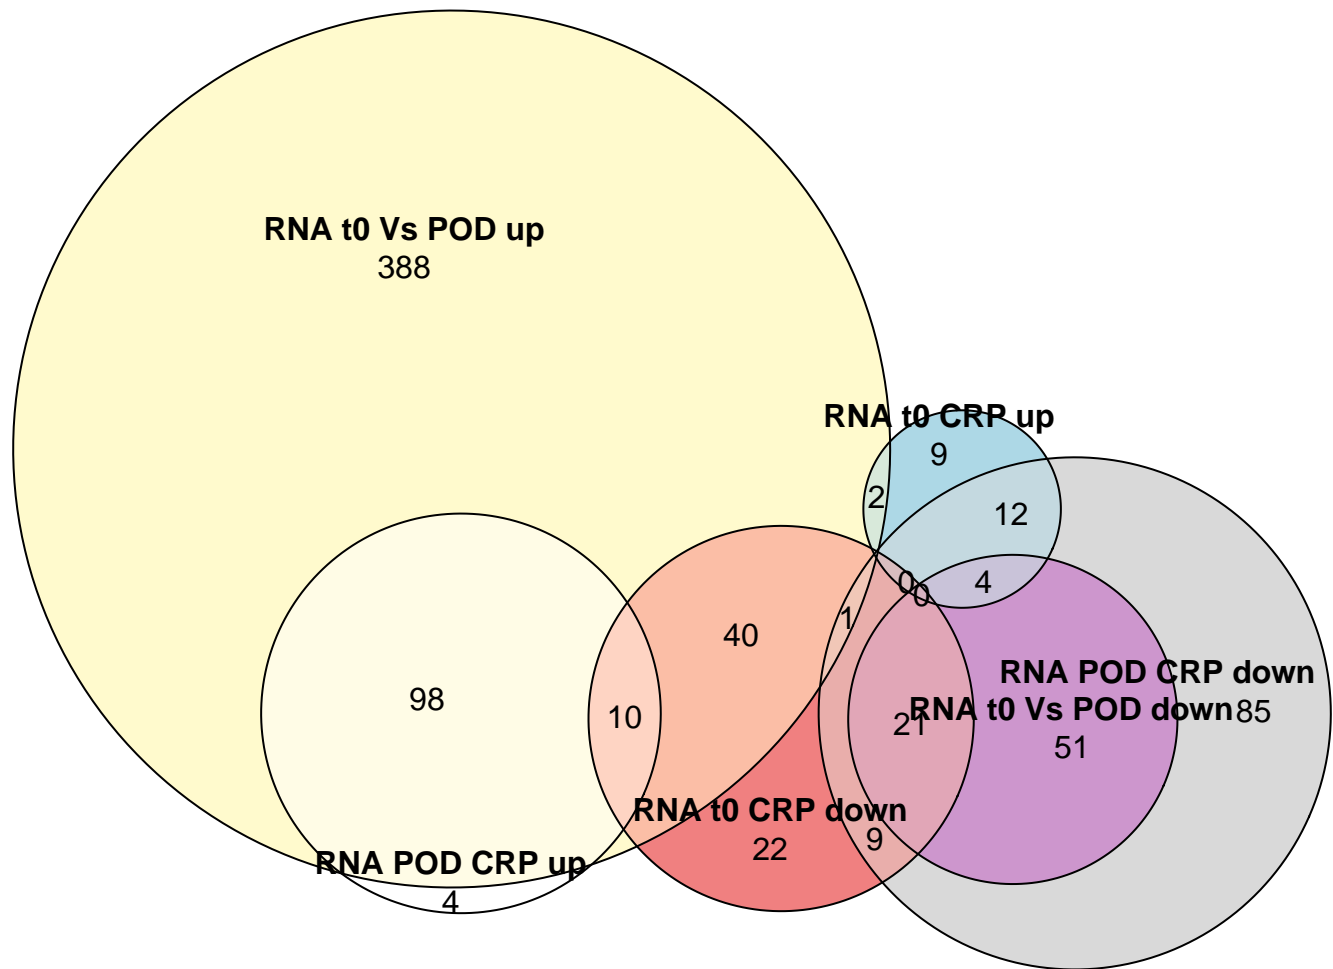 RNA t0 Vs POD up
388
RNA t0 CRP up
9
2
12
0
0
4
1
40
RNA POD CRP down
98
10
21
RNA t0 Vs POD down
85
51
RNA t0 CRP down
22
9
RNA POD CRP up
4